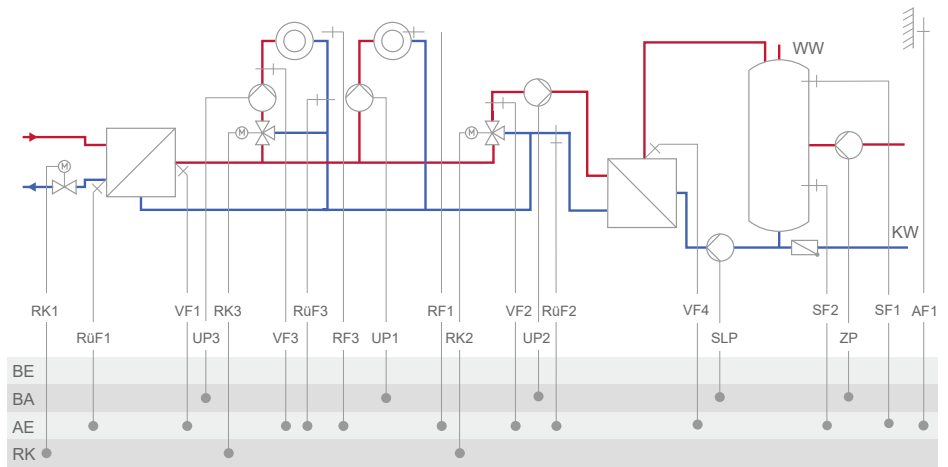 WW
M
M
M
KW
RK1 VF1 RK3 RüF3 RF1 VF2 RüF2 VF4 SF2 SF1 AF1
RüF1 UP3 VF3 RF3 UP1 RK2 UP2 SLP ZP
BE
BA
AE
RK